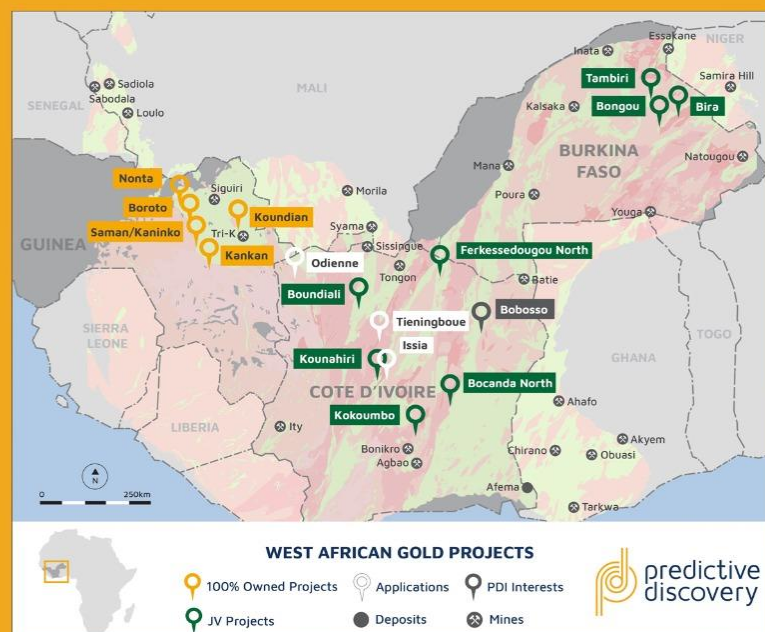 Essakane
NIGER
Inata
Tambiri
Samira Hill
Sadiola
Sabodala
MALI
SENEGAL
Loulo
Kalsaka
Bongou
Bira
BURKINA
FASO
Mana
Natougou
Nonta
Siguiri
Morila
Poura
Boroto
Koundian
Youga
Saman/Kaninko
Tri-K
Syama
GUINEA
Kankan
Sissingue
Ferkessedougou North
Odienne
Tongon
Batie
Boundiali
Bobosso
Tieningboue
SIERRA
LEONE
Issia
TOGO
Kounahiri
GHANA
Bocanda North
COTE D'IVOIRE
Ahafo
Kokoumbo
LIBERIA
Ity
Akyem
Bonikro
Chirano
Obuasi
Agbao
N
Afema
0 250km
Tarkwa
WEST AFRICAN GOLD PROJECTS
100% Owned Projects
Applications
PDI Interests
JV Projects
Deposits
Mines
predictive
discovery